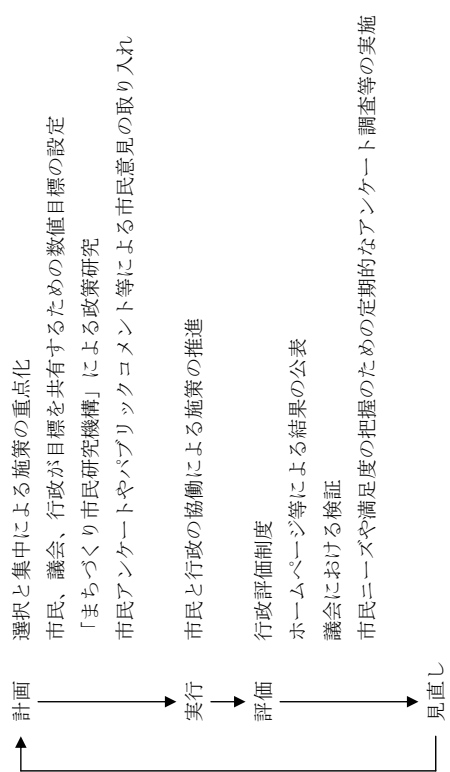 計画
選択と集中による施策の重点化
市民、議会、行政が目標を共有するための数値目標の設定
「まちづくり市民研究機構」による政策研究
市民アンケートやパブリックコメント等による市民意見の取り入れ
実行
市民と行政の協働による施策の推進
評価
行政評価制度
ホームページ等による結果の公表
議会における検証
市民ニーズや満足度の把握のための定期的なアンケート調査等の実施
見直し